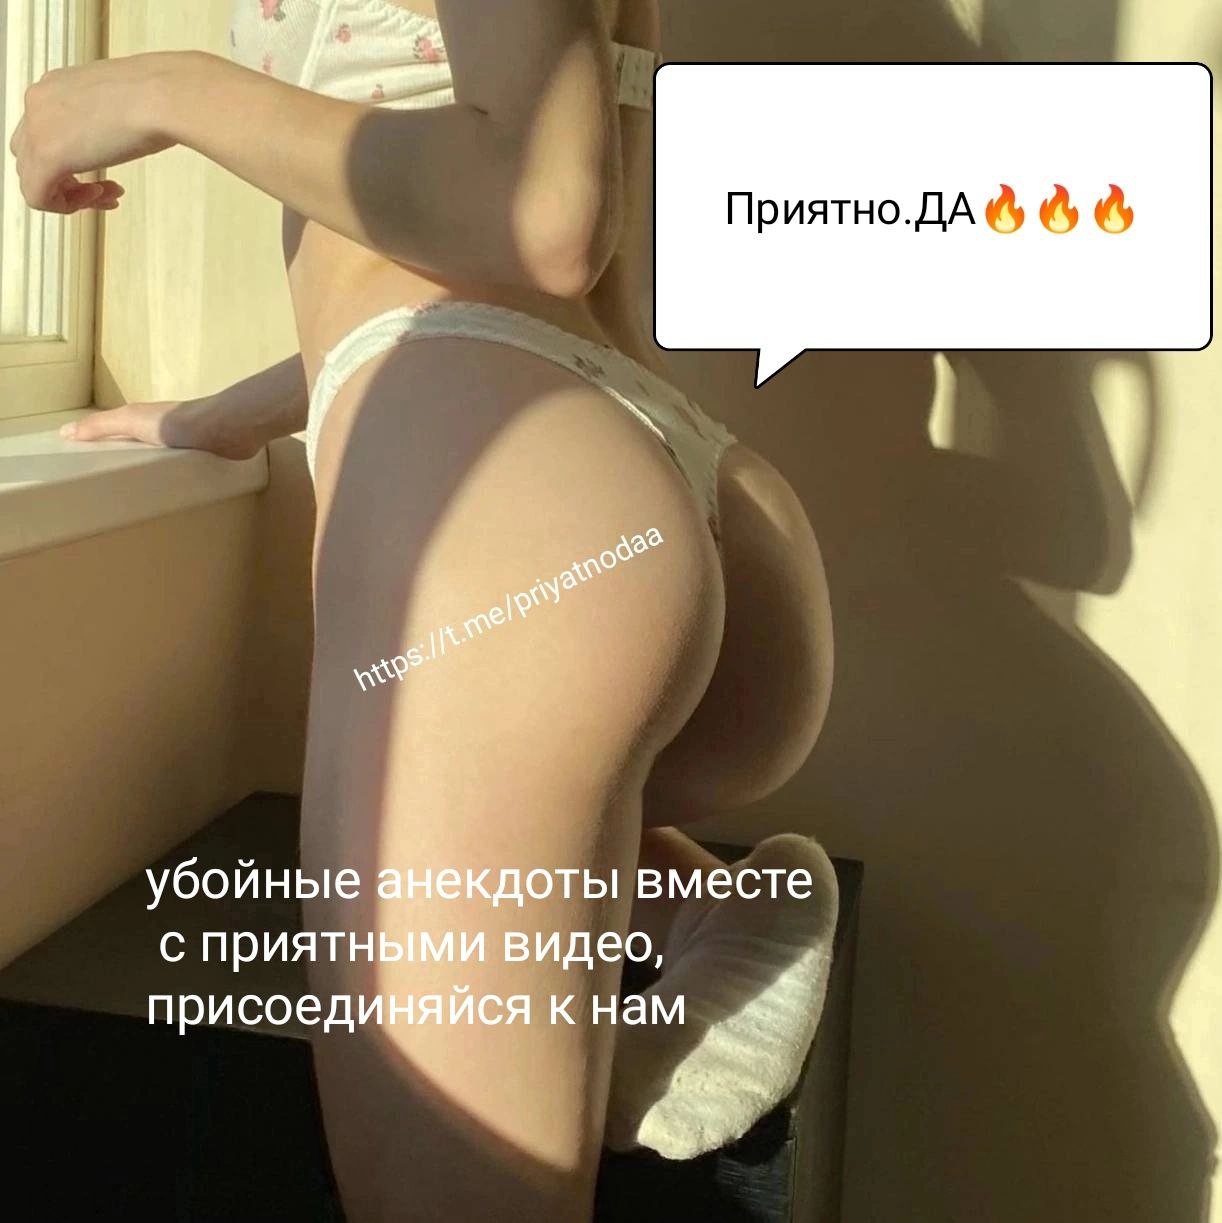 Приятно.ДА🔥🔥🔥
https://t.me/priyatnodaa
убойные анекдоты вместе
с приятными видео,
присоединяйся к нам